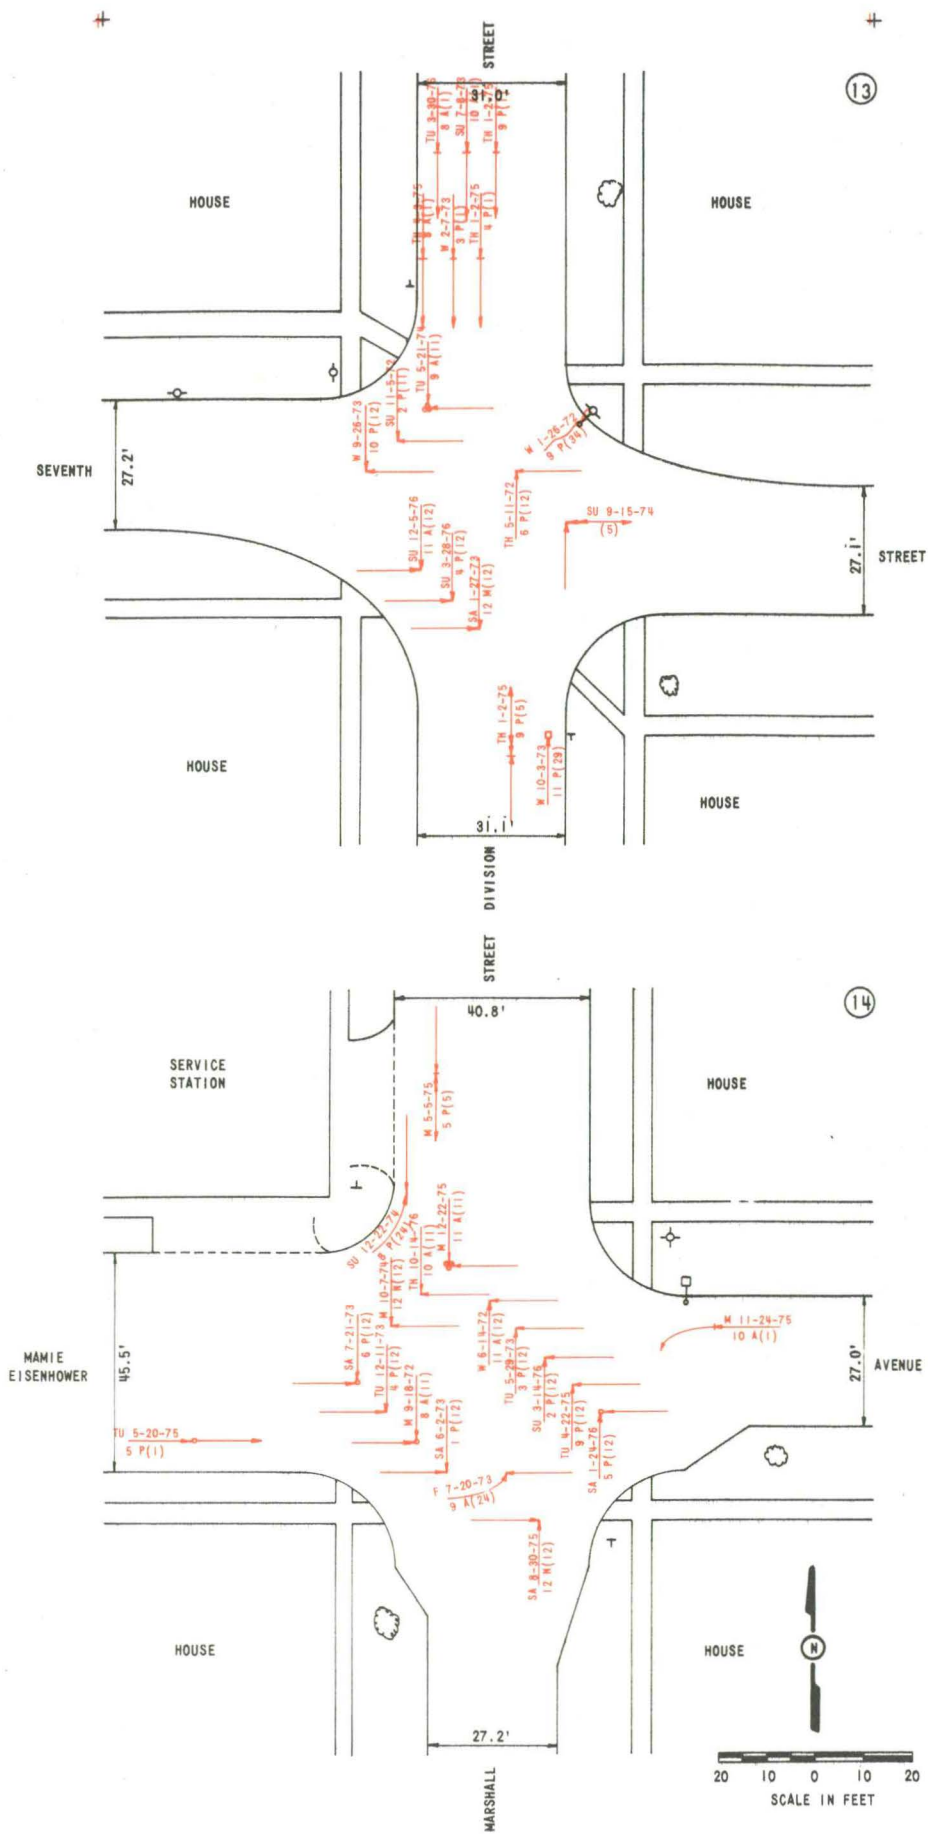 STREET
13
31.0'
TU 3-30-76
8 A(1)
SU 7-8-73
TH 1-2-75
9 P(1)
HOUSE
HOUSE
8 A(1)
W 2-7-73
3 P(1)
TH 1-2-75
4 P(1)
TU 5-21-74
9 A(11)
SU 11-5-72
2 P(11)
W 9-26-73
10 P(12)
W 1-26-72
9 P(34)
SEVENTH
27.2'
TH 5-11-72
6 P(12)
SU 9-15-74
(5)
SU 12-5-76
11 A(12)
SU 3-28-76
4 P(12)
SA 1-27-73
12 M(12)
27.1'
STREET
TH 1-2-75
9 P(5)
W 10-3-73
11 P(29)
HOUSE
HOUSE
31.1'
DIVISION
STREET
14
40.8'
SERVICE
STATION
HOUSE
M 5-5-75
5 P(5)
SU 12-22-74
8 P(24)
TH 10-14-76
10 A(11)
M 12-22-75
11 A(11)
M 10-7-74
12 N(12)
SA 7-21-73
6 P(12)
TU 12-11-73
4 P(12)
M 9-18-72
8 A(11)
SA 6-2-73
1 P(12)
W 6-14-72
11 A(12)
TU 5-29-73
3 P(12)
SU 3-14-76
2 P(12)
TU 4-22-75
9 P(12)
SA 1-24-76
5 P(12)
M 11-24-75
10 A(1)
MAMIE
EISENHOWER
45.5'
27.0'
AVENUE
TU 5-20-75
5 P(1)
F 7-20-73
9 A(24)
SA 8-30-75
12 N(12)
HOUSE
HOUSE
N
27.2'
MARSHALL
20 10 0 10 20
SCALE IN FEET